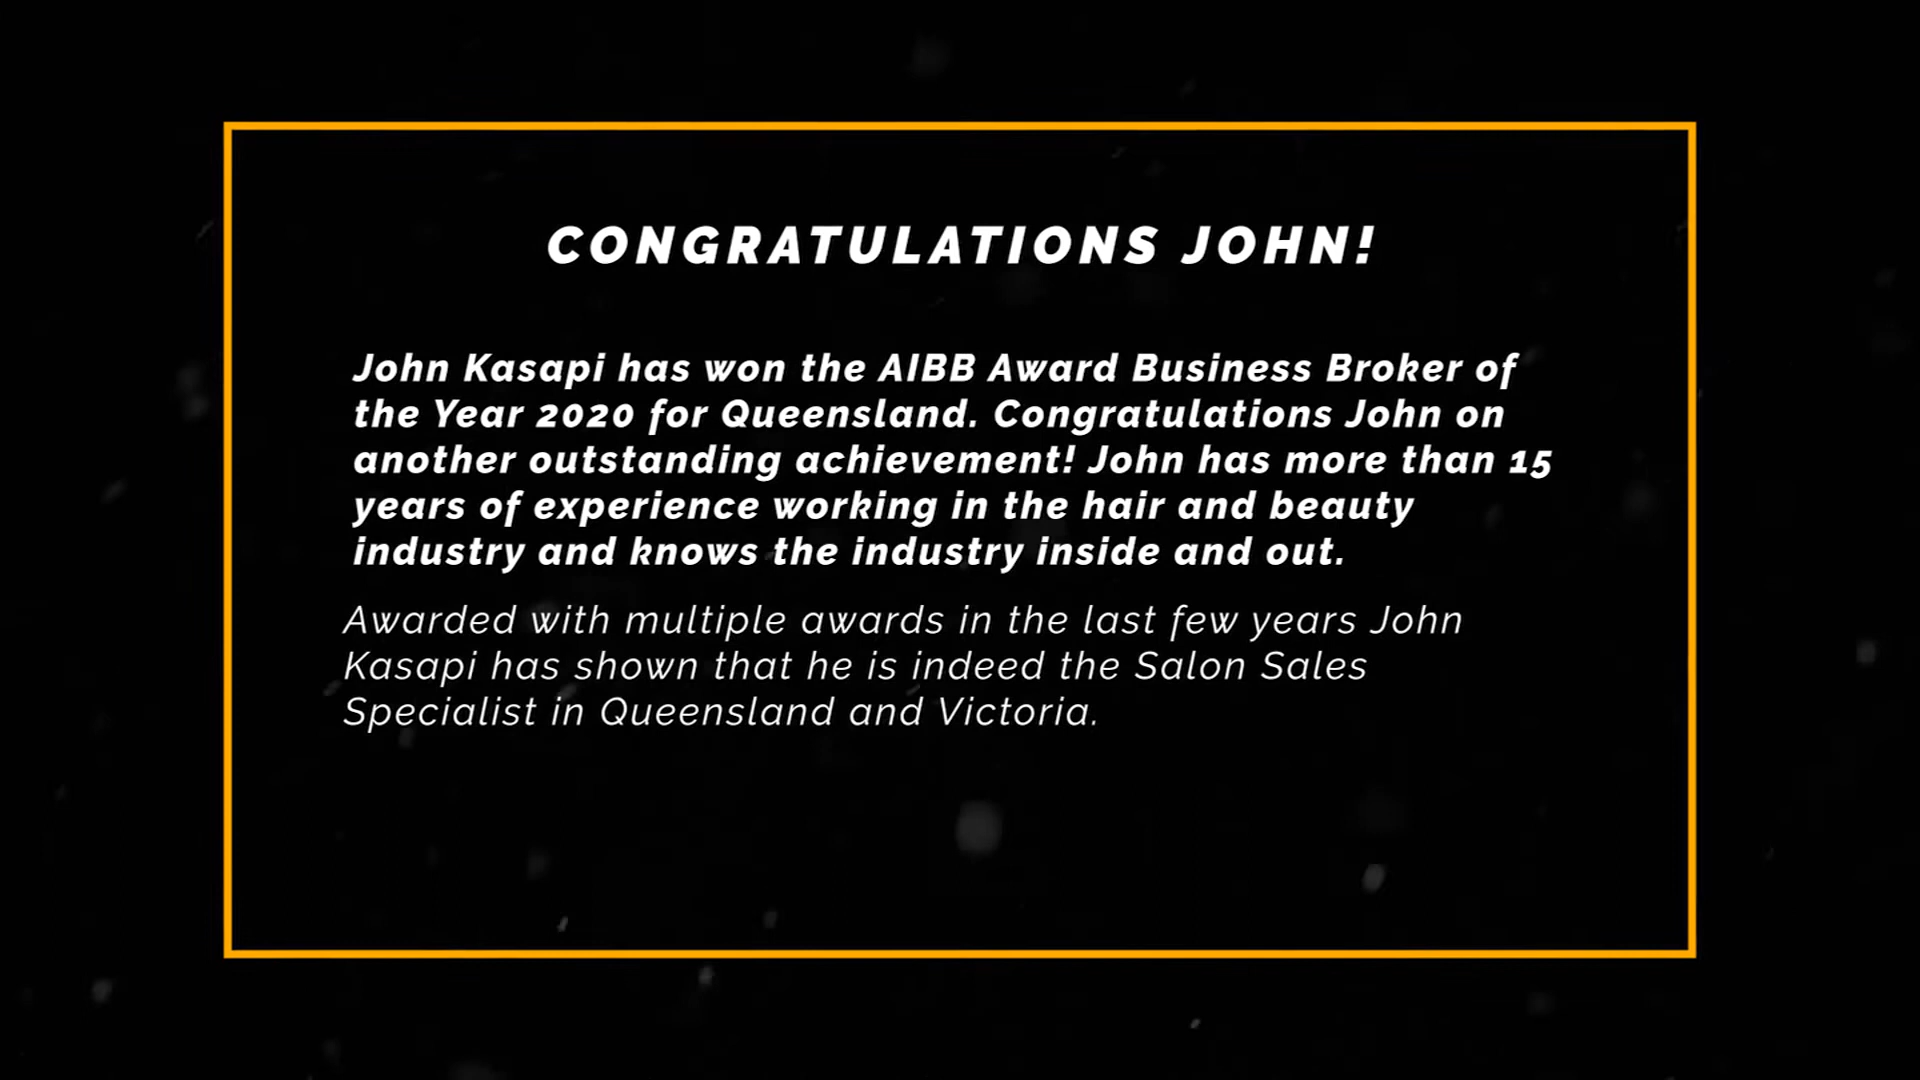 CONGRATULATIONS JOHN!
John Kasapi has won the AIBB Award Business Broker of
the Year 2020 for Queensland. Congratulations John on
another outstanding achievement! John has more than 15
years of experience working in the hair and beauty
industry and knows the industry inside and out.
Awarded with multiple awards in the last few years John
Kasapi has shown that he is indeed the Salon Sales
Specialist in Queensland and Victoria.